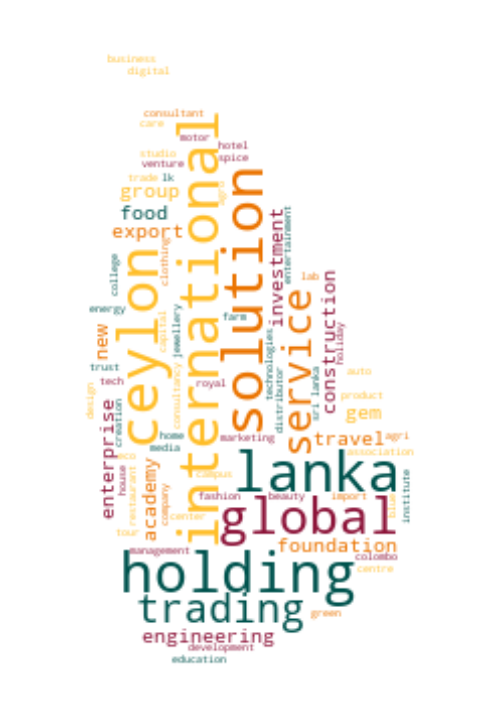 business
digital
consultant
care
international
motor
hotel
studio
spice
venture
trade
lk
solution
group
agro
food
export
investment
entertainment
clothing
ceylon
college
lab
service
construction
energy
capital
jewellery
farm
new
holiday
technologies
trust
consultancy
distributor
sri lanka
auto
tech
royal
design
product
enterprise
creation
gem
home
marketing
travel
agri
media
association
eco
academy
lanka
house
restaurant
campus
institute
company
fashion
beauty
import
blue
global
center
tour
management
foundation
colombo
holding
centre
trading
green
engineering
development
education